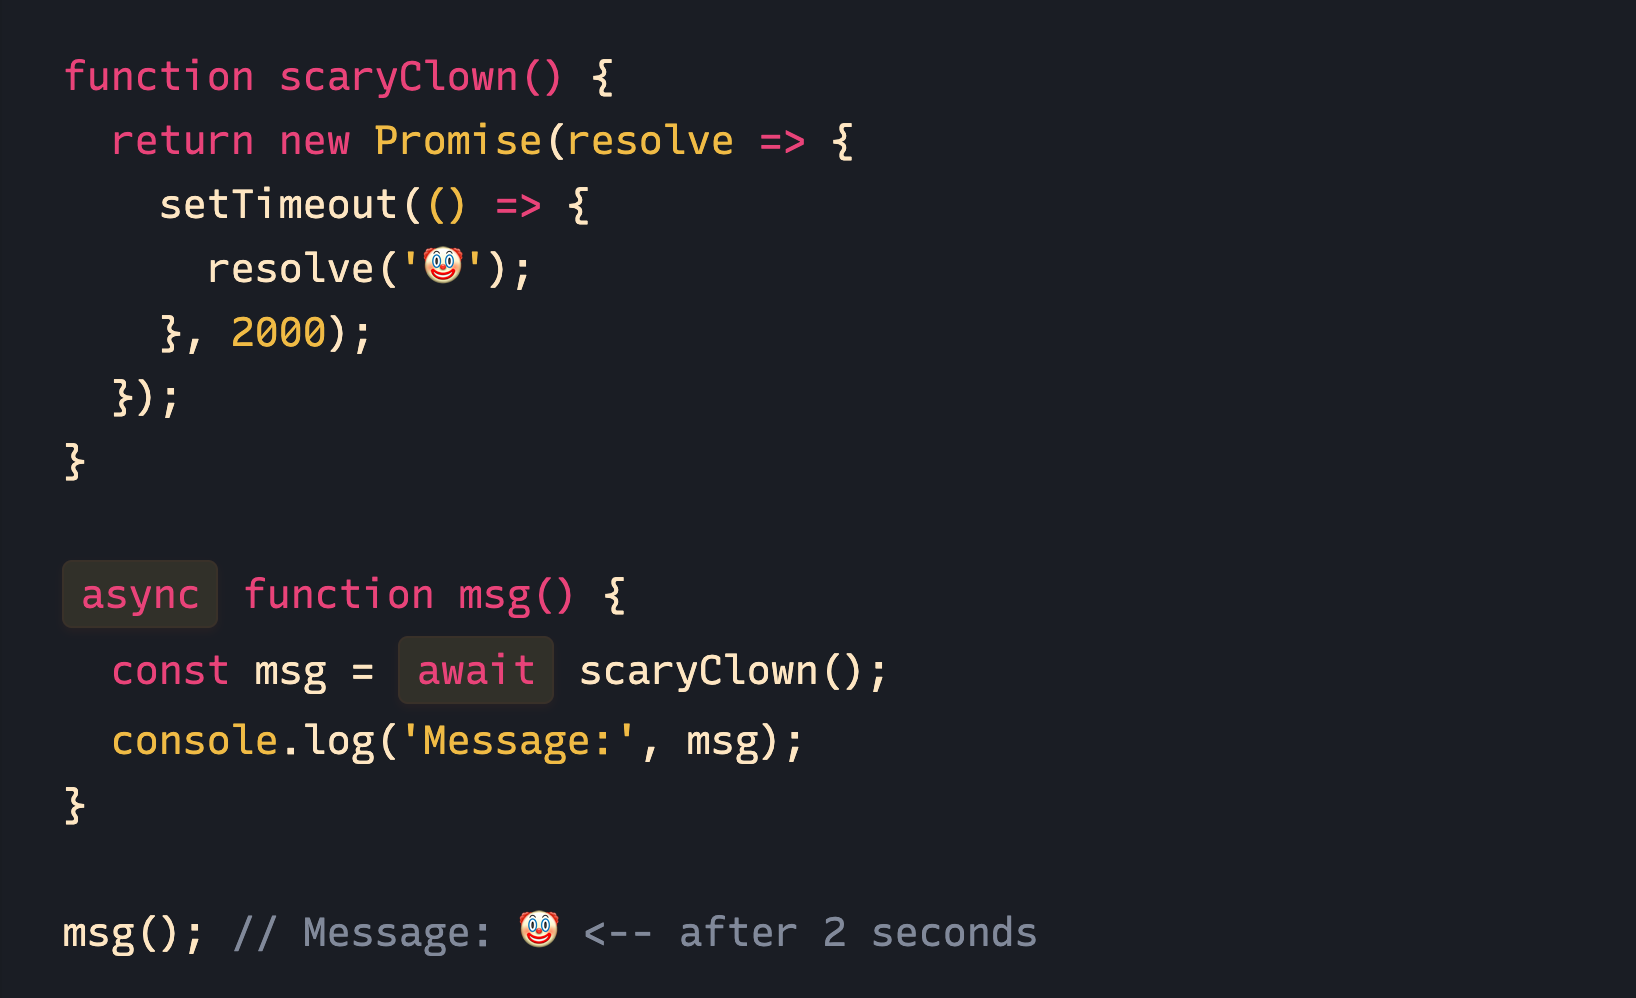 function scaryClown() {
  return new Promise(resolve => {
    setTimeout(() => {
      resolve('🤡');
    }, 2000);
  });
}

async function msg() {
  const msg = await scaryClown();
  console.log('Message:', msg);
}

msg(); // Message: 🤡 <-- after 2 seconds